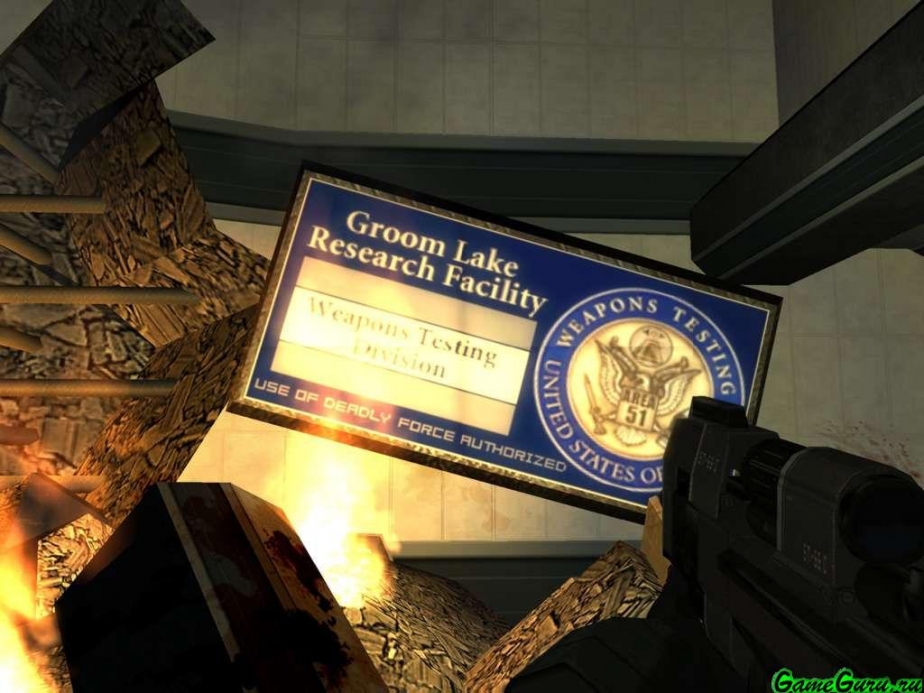 Groom Lake
Research Facility
Weapons Testing
Division
USE OF DEADLY FORCE AUTHORIZED
WEAPONS TESTING
UNITED STATES OF
AREA
51
GameGuru.ru